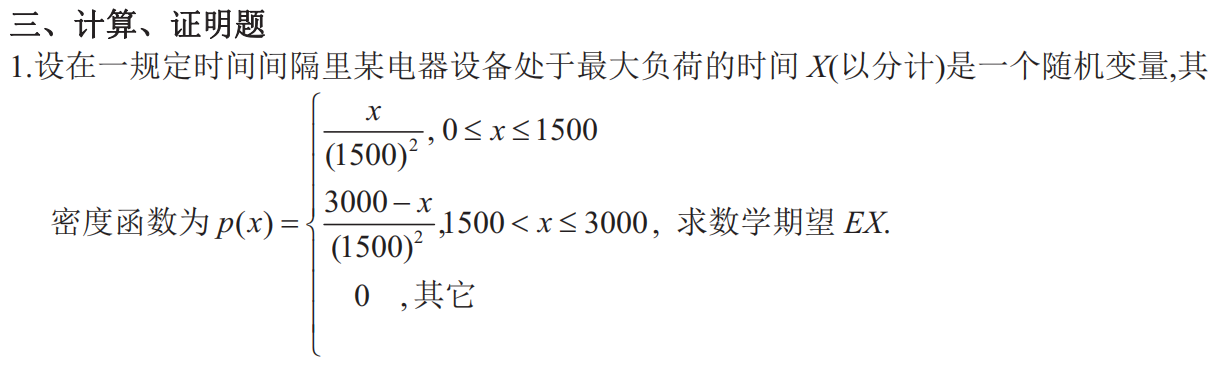 三、计算、证明题
1.设在一规定时间间隔里某电器设备处于最大负荷的时间 X(以分计)是一个随机变量,其
密度函数为 p(x) = { x/(1500)², 0 ≤ x ≤ 1500
3000 − x/(1500)² ,1500 < x ≤ 3000 , 求数学期望 EX.
0 ,其它